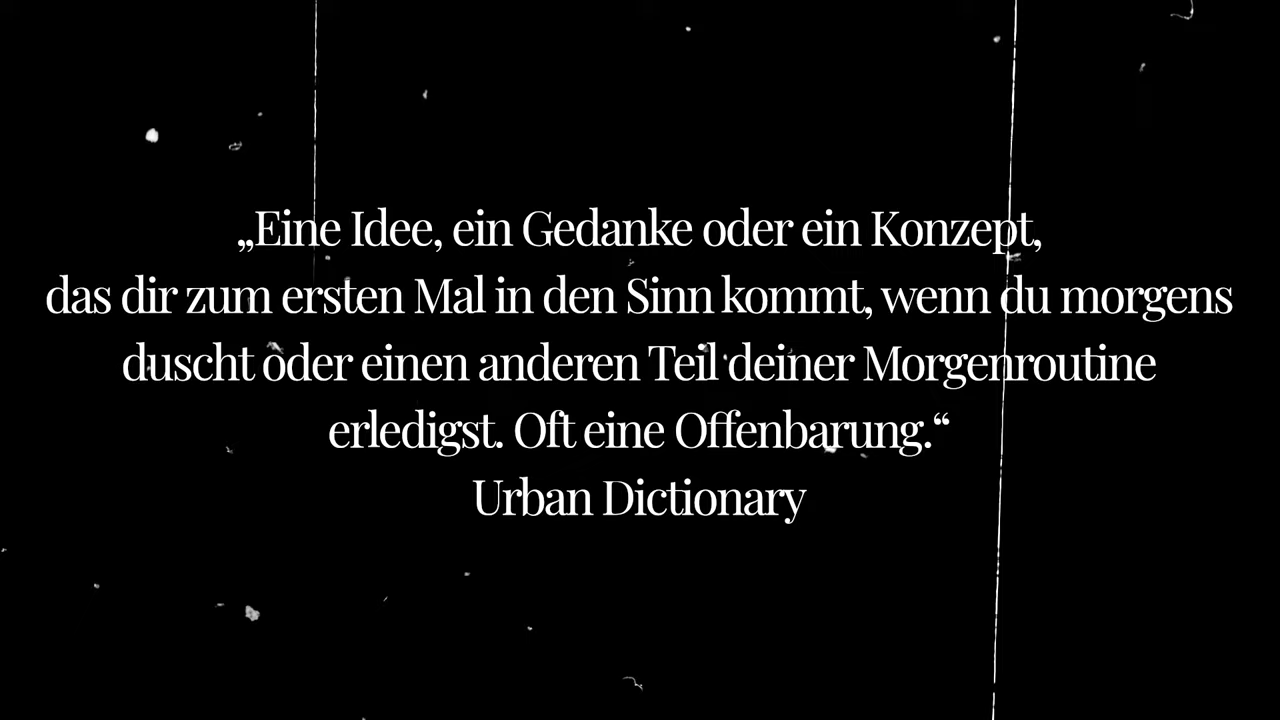 „Eine Idee, ein Gedanke oder ein Konzept,
das dir zum ersten Mal in den Sinn kommt, wenn du morgens
duscht oder einen anderen Teil deiner Morgenroutine
erledigst. Oft eine Offenbarung.“
Urban Dictionary